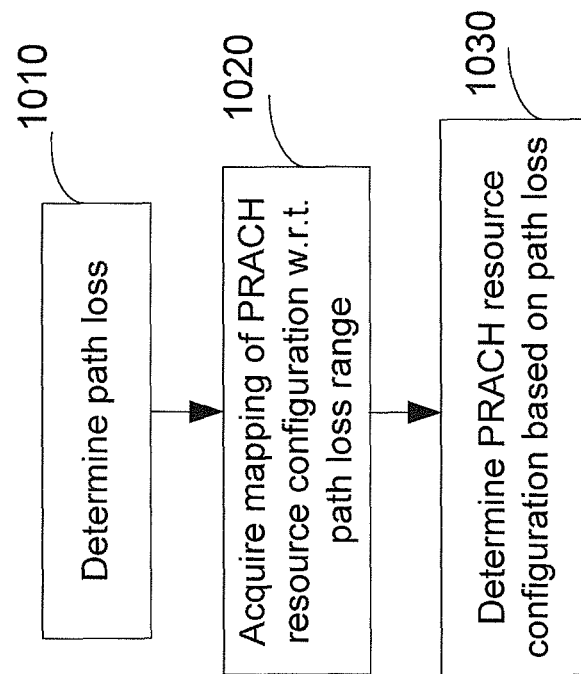 1010
Determine path loss
1020
Acquire mapping of PRACH
resource configuration w.r.t.
path loss range
1030
Determine PRACH resource
configuration based on path loss